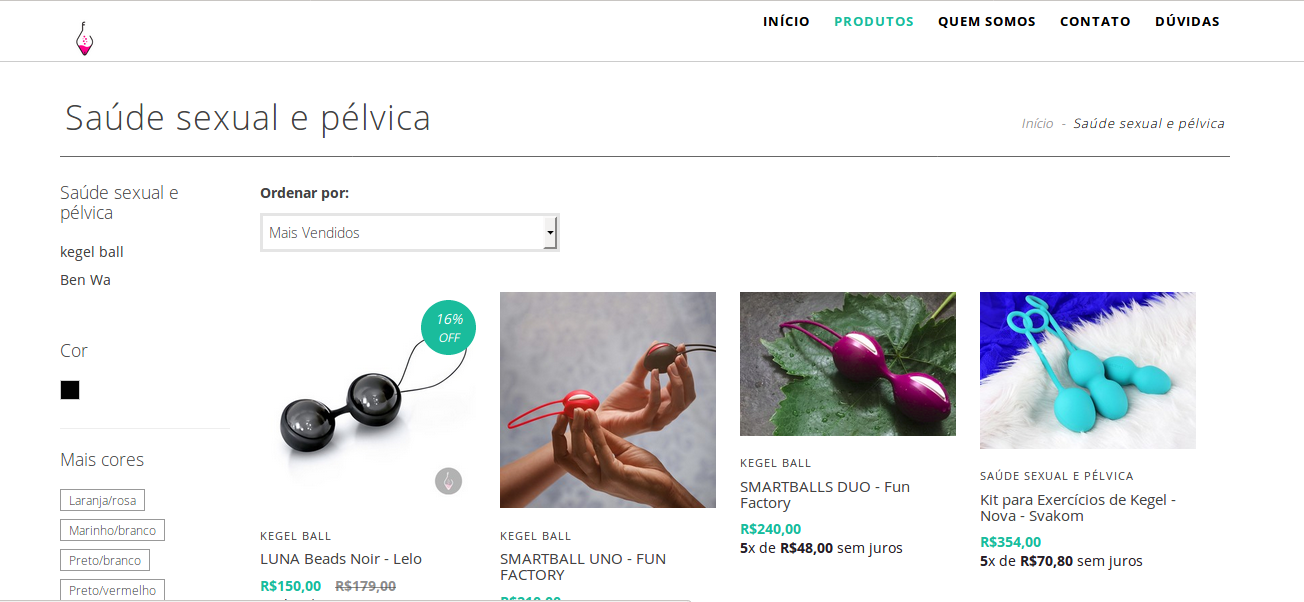 INÍCIO PRODUTOS QUEM SOMOS CONTATO DÚVIDAS
Saúde sexual e pélvica
Início - Saúde sexual e pélvica
Saúde sexual e
pélvica
kegel ball
Ben Wa
Cor
Mais cores
Laranja/rosa
Marinho/branco
Preto/branco
Preto/vermelho
Ordenar por:
Mais Vendidos
16%
OFF
KEGEL BALL
LUNA Beads Noir - Lelo
R$150,00 R$179,00
KEGEL BALL
SMARTBALL UNO - FUN
FACTORY
KEGEL BALL
SMARTBALLS DUO - Fun
Factory
R$240,00
5x de R$48,00 sem juros
SAÚDE SEXUAL E PÉLVICA
Kit para Exercícios de Kegel -
Nova - Svakom
R$354,00
5x de R$70,80 sem juros